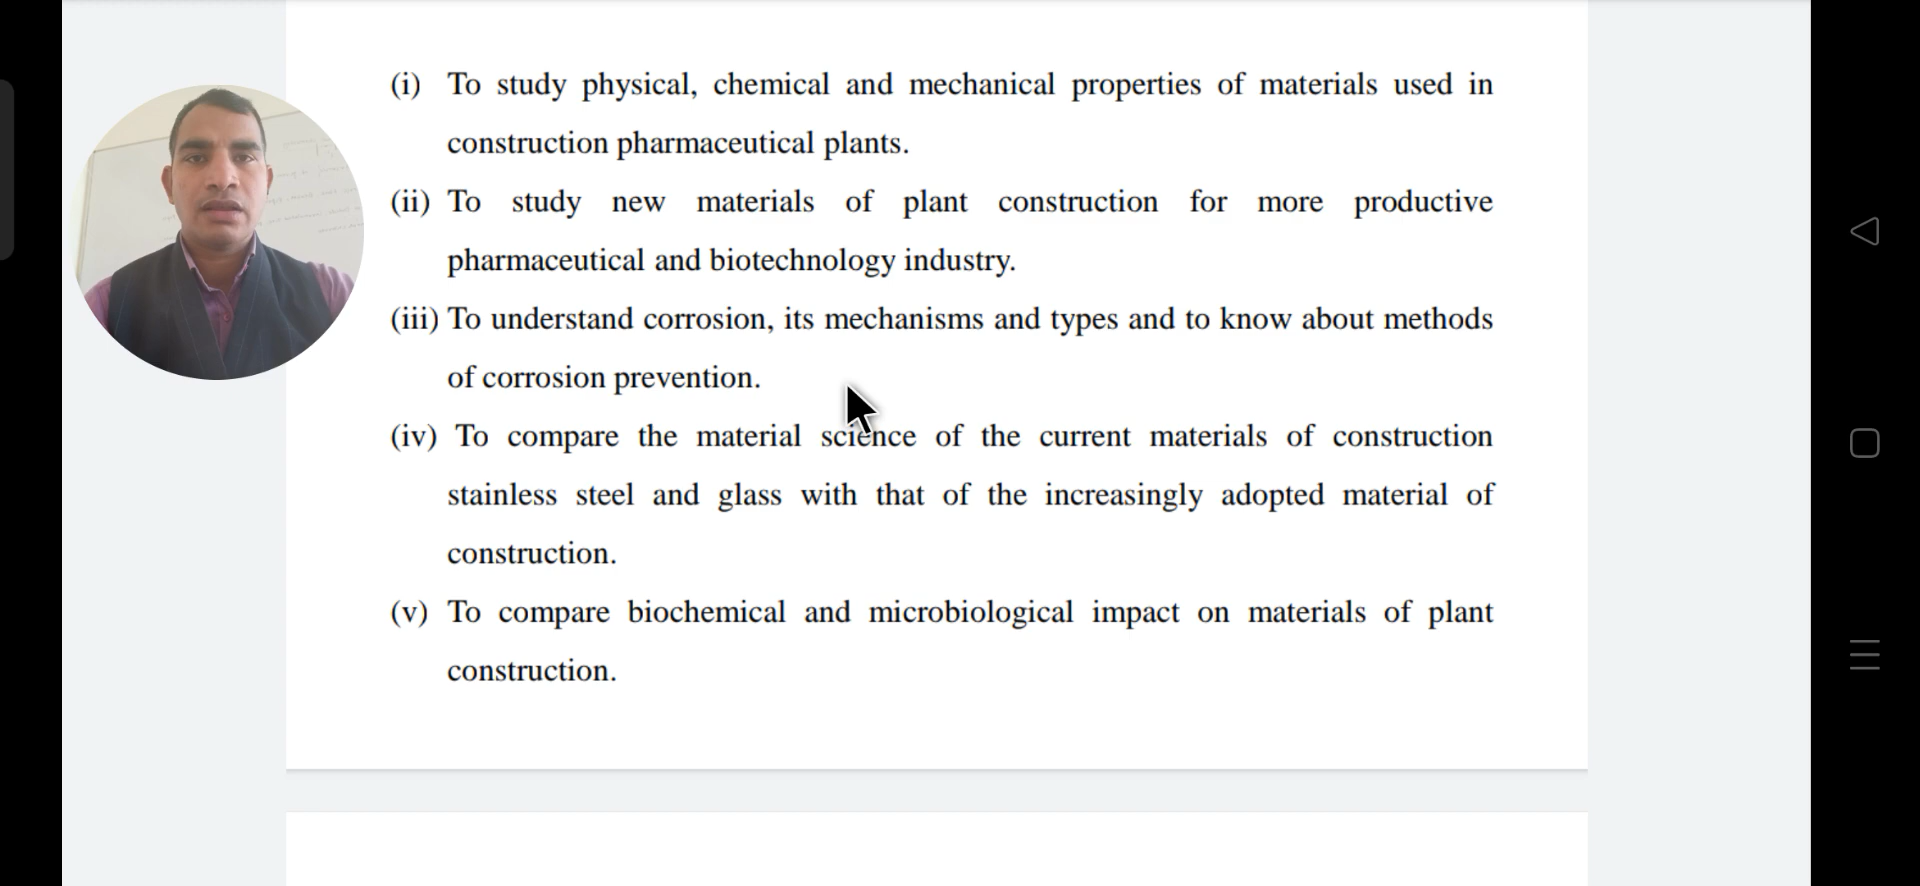 (i) To study physical, chemical and mechanical properties of materials used in
construction pharmaceutical plants.
(ii) To study new materials of plant construction for more productive
pharmaceutical and biotechnology industry.
(iii) To understand corrosion, its mechanisms and types and to know about methods
of corrosion prevention.
(iv) To compare the material science of the current materials of construction
stainless steel and glass with that of the increasingly adopted material of
construction.
(v) To compare biochemical and microbiological impact on materials of plant
construction.